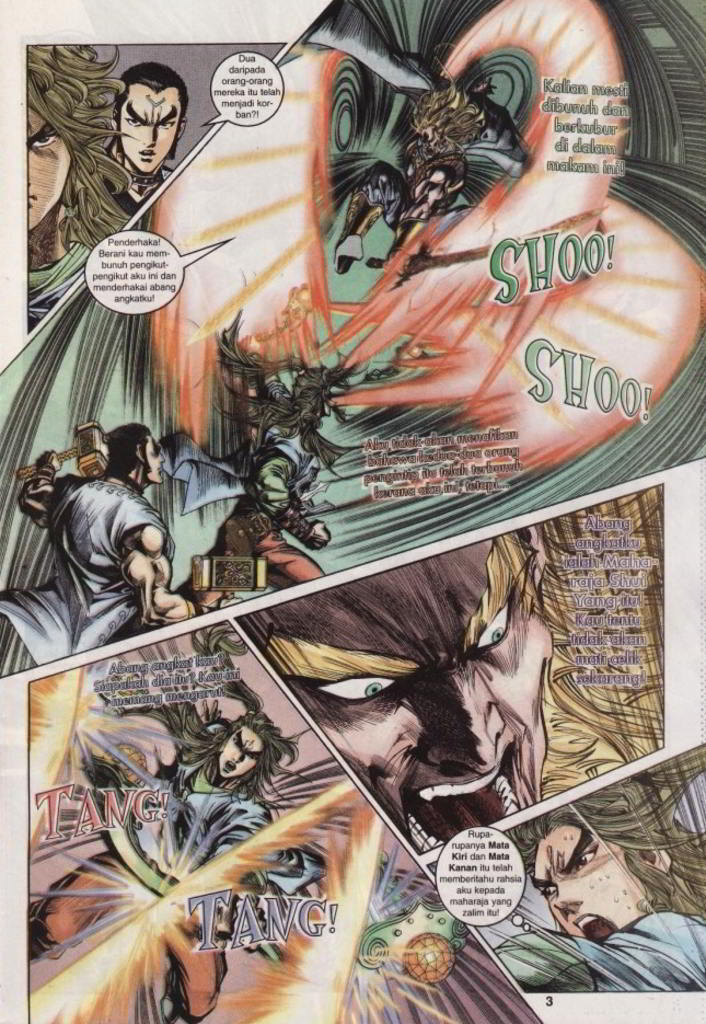 Dua
daripada
orang-orang
mereka itu telah
menjadi kor-
ban?!
Kalian mesti
dibunuh dan
berkubur
di dalam
makam ini!
Penderhaka!
Berani kau mem-
bunuh pengikut-
pengikut aku ini dan
menderhakai abang
angkatku!
SHOO!
SHOO!
Aku tidak akan menafikan
bahawa kedua-dua orang
pengintip itu telah terbunuh
kerana aku ini, tetapi...
Abang
angkatku
ialah Maha-
raja Shui
Yang itu!
Kau tentu
tidak akan
mati celik
sekarang!
Abang angkat kau?
Siapakah dia itu? Kau ini
memang mengarut!
TANG!
TANG!
Rupa-
rupanya Mata
Kiri dan Mata
Kanan itu telah
memberitahu rahsia
aku kepada
maharaja yang
zalim itu!
3